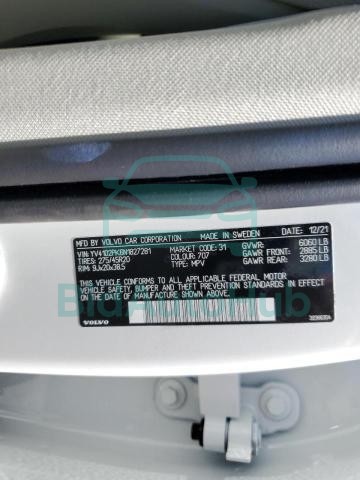 MFD BY VOLVO CAR CORPORATION MADE IN SWEDEN 12/21
VIN: YV4102PK8N1827281 MARKET CODE: 31 GVWR: 6060 LB
TIRES: 275/45R20 COLOUR: 707 GAWR FRONT: 2885 LB
RIM: 9Jx20x38.5 TYPE: MPV GAWR REAR: 3280 LB
THIS VEHICLE CONFORMS TO ALL APPLICABLE U.S. FEDERAL MOTOR
VEHICLE SAFETY, BUMPER AND THEFT PREVENTION STANDARDS IN EFFECT
ON THE DATE OF MANUFACTURE SHOWN ABOVE.
VOLVO